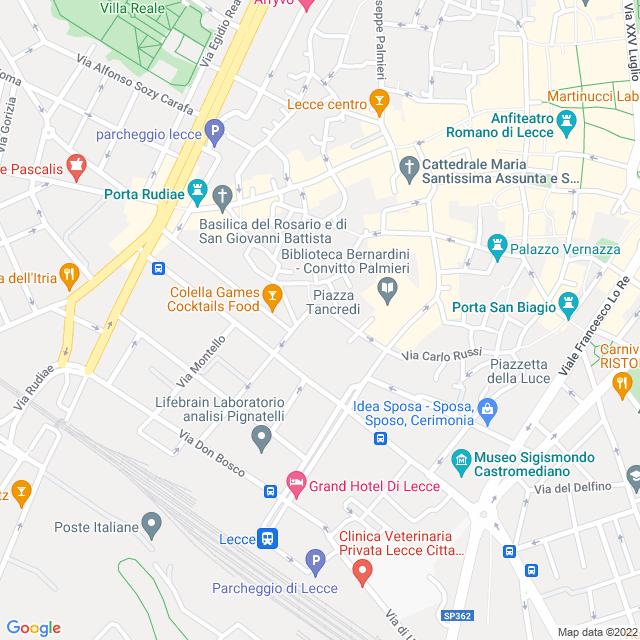 Villa Reale
Via Egidio Rea
Via XXV Luglio
Via Alfonso Sozy Carafa
Via Gorizia
Lecce centro
Martinucci Lab
Anfiteatro
Romano di Lecce
parcheggio lecce
e Pascalis
Cattedrale Maria
Santissima Assunta e S...
Porta Rudiae
Basilica del Rosario e di
San Giovanni Battista
Palazzo Vernazza
Biblioteca Bernardini
- Convitto Palmieri
a dell'Itria
Colella Games
Cocktails Food
Piazza
Tancredi
Porta San Biagio
Viale Francesco Lo Re
Via Carlo Russi
Via Montello
Piazzetta
della Luce
Carniv
RISTO
Via Rudiae
Lifebrain Laboratorio
analisi Pignatelli
Idea Sposa - Sposa,
Sposo, Cerimonia
Via Don Bosco
Museo Sigismondo
Castromediano
Grand Hotel Di Lecce
Via del Delfino
tz
Poste Italiane
Lecce
Clinica Veterinaria
Privata Lecce Citta...
Parcheggio di Lecce
Via di L
SP362
Google
Map data ©2022